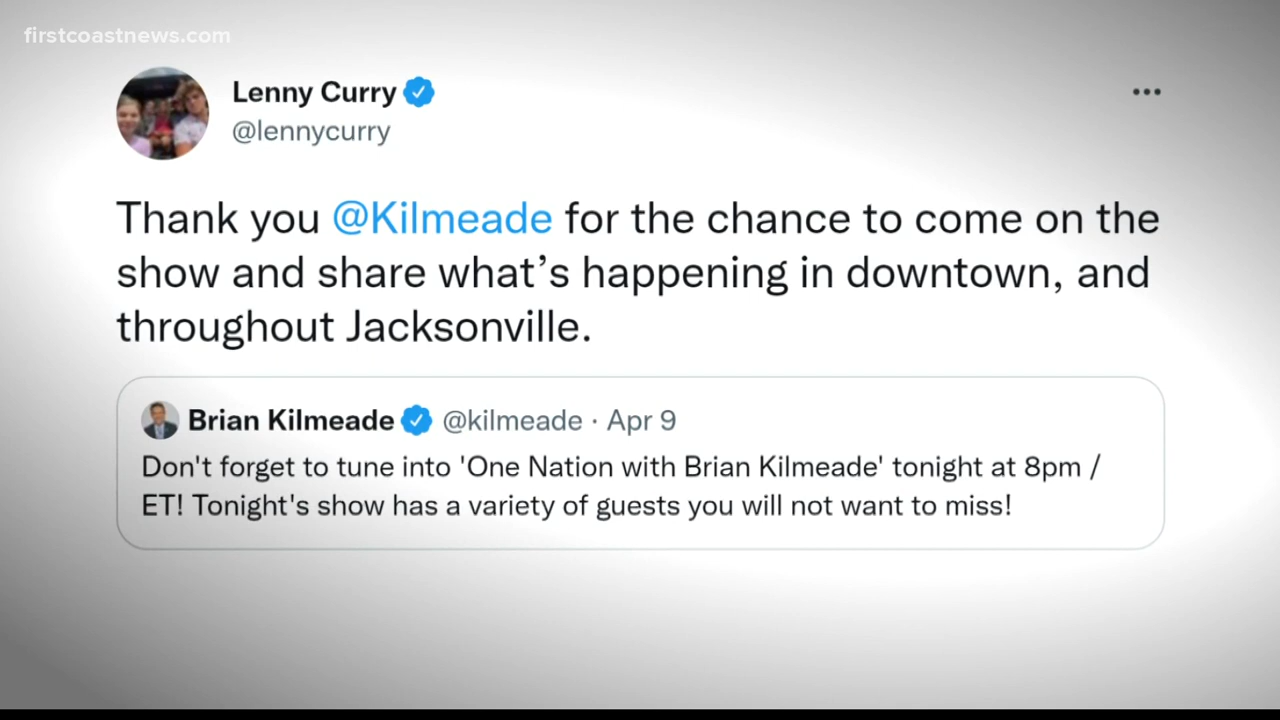 firstcoastnews.com
Lenny Curry
@lennycurry
Thank you @Kilmeade for the chance to come on the
show and share what’s happening in downtown, and
throughout Jacksonville.
Brian Kilmeade @kilmeade · Apr 9
Don't forget to tune into 'One Nation with Brian Kilmeade' tonight at 8pm /
ET! Tonight's show has a variety of guests you will not want to miss!